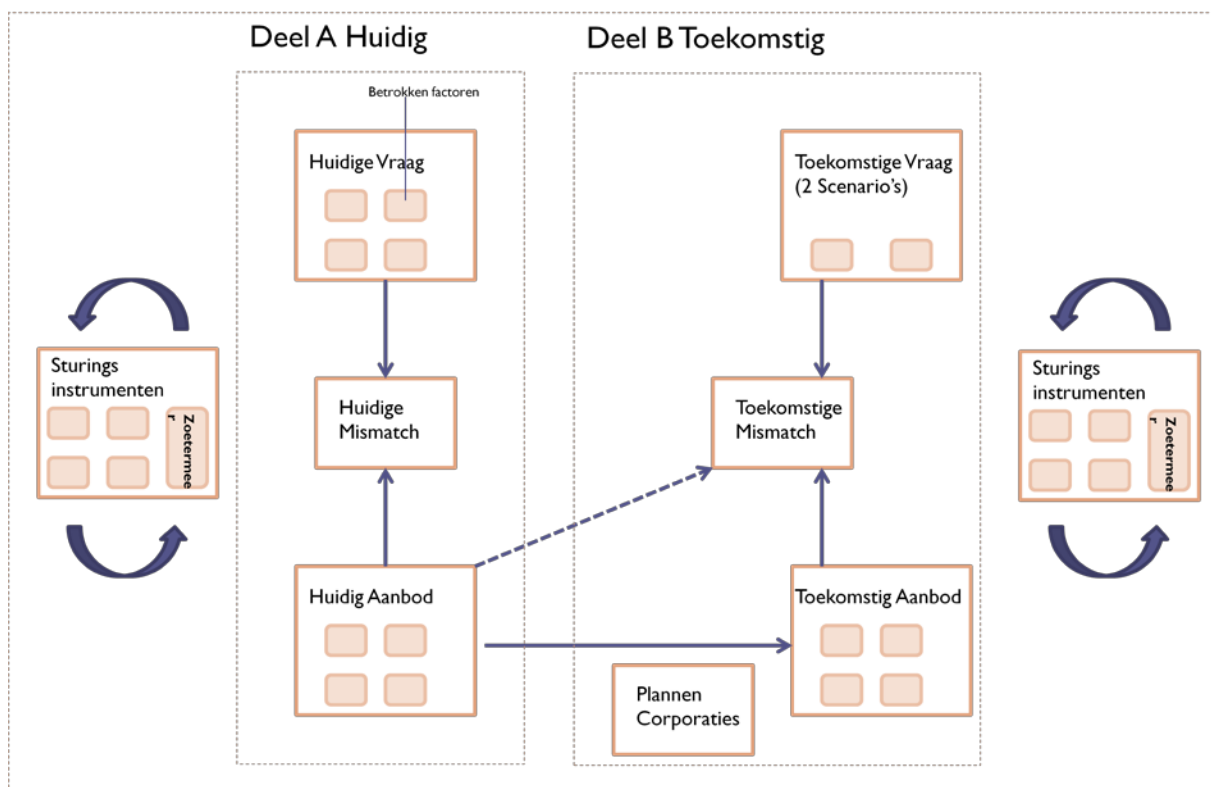 Deel A Huidig
Deel B Toekomstig
Betrokken factoren
Huidige Vraag
Toekomstige Vraag
(2 Scenario's)
Sturings
instrumenten
Zoetermee
r
Huidige
Mismatch
Toekomstige
Mismatch
Sturings
instrumenten
Zoetermee
r
Huidig Aanbod
Toekomstig Aanbod
Plannen
Corporaties